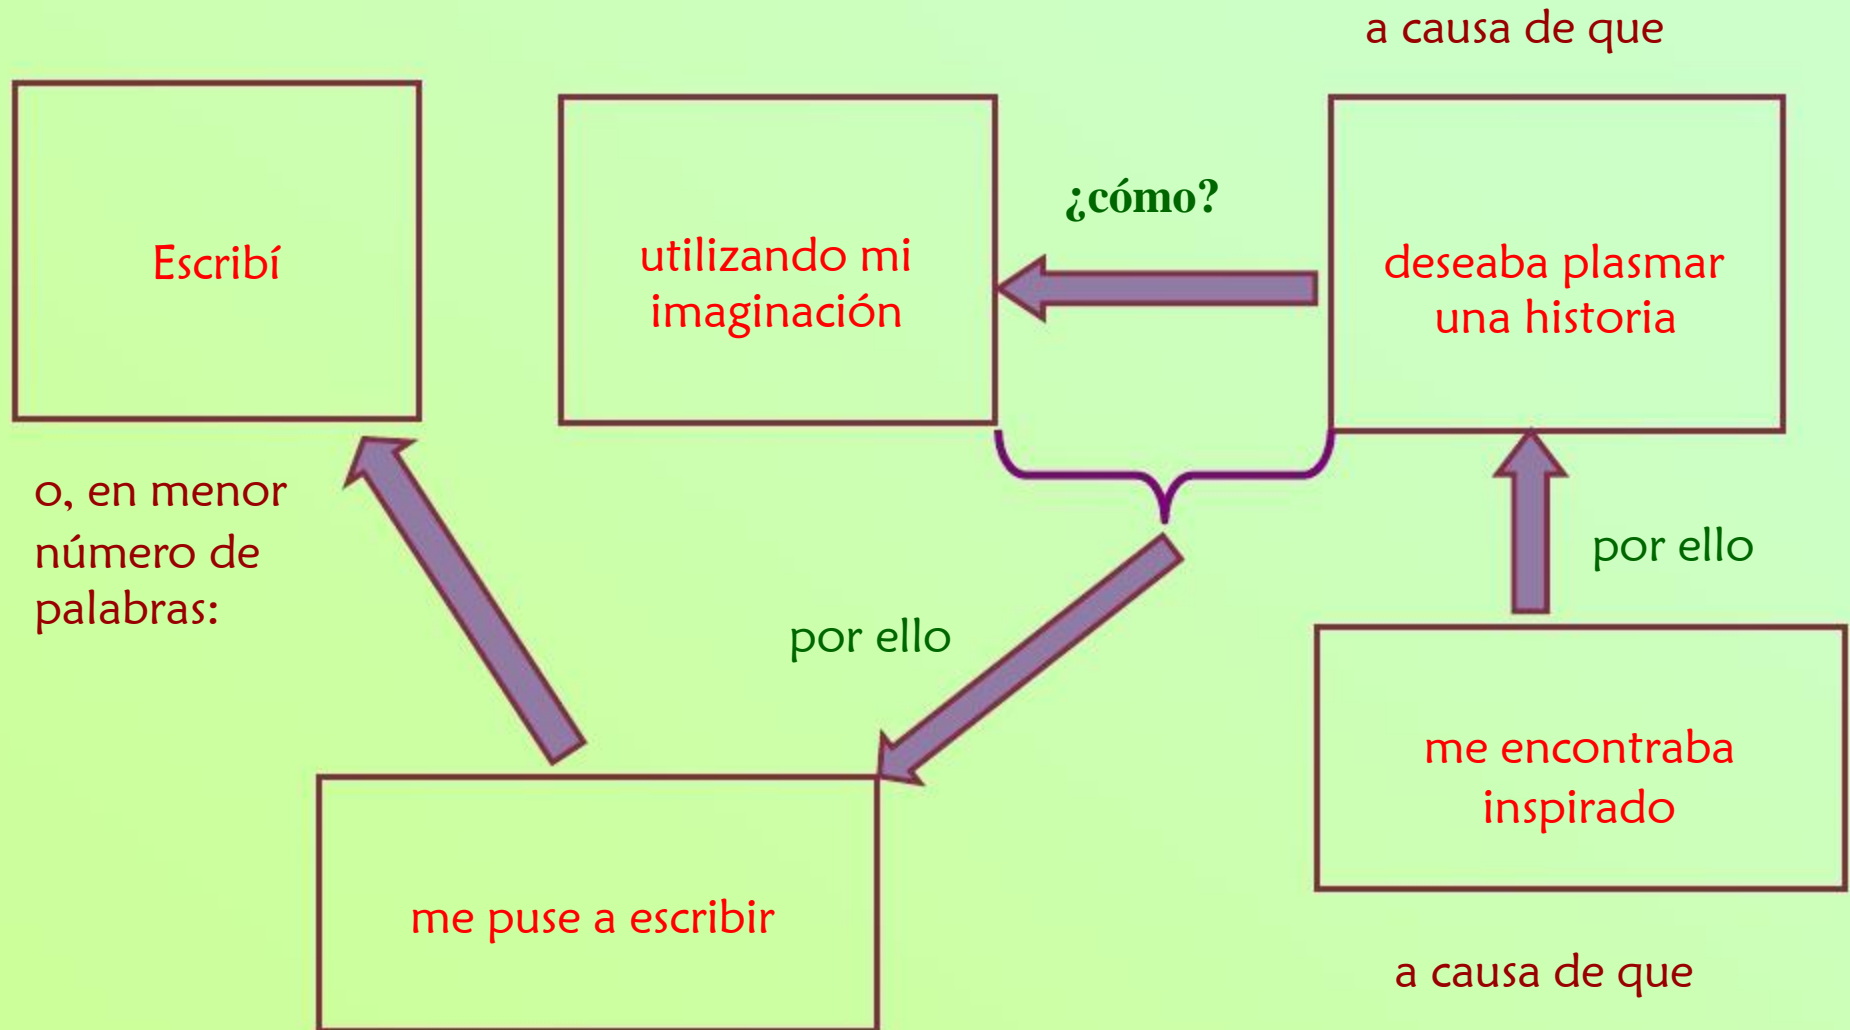 a causa de que
Escribí
utilizando mi
imaginación
¿cómo?
deseaba plasmar
una historia
o, en menor
número de
palabras:
por ello
por ello
me encontraba
inspirado
me puse a escribir
a causa de que